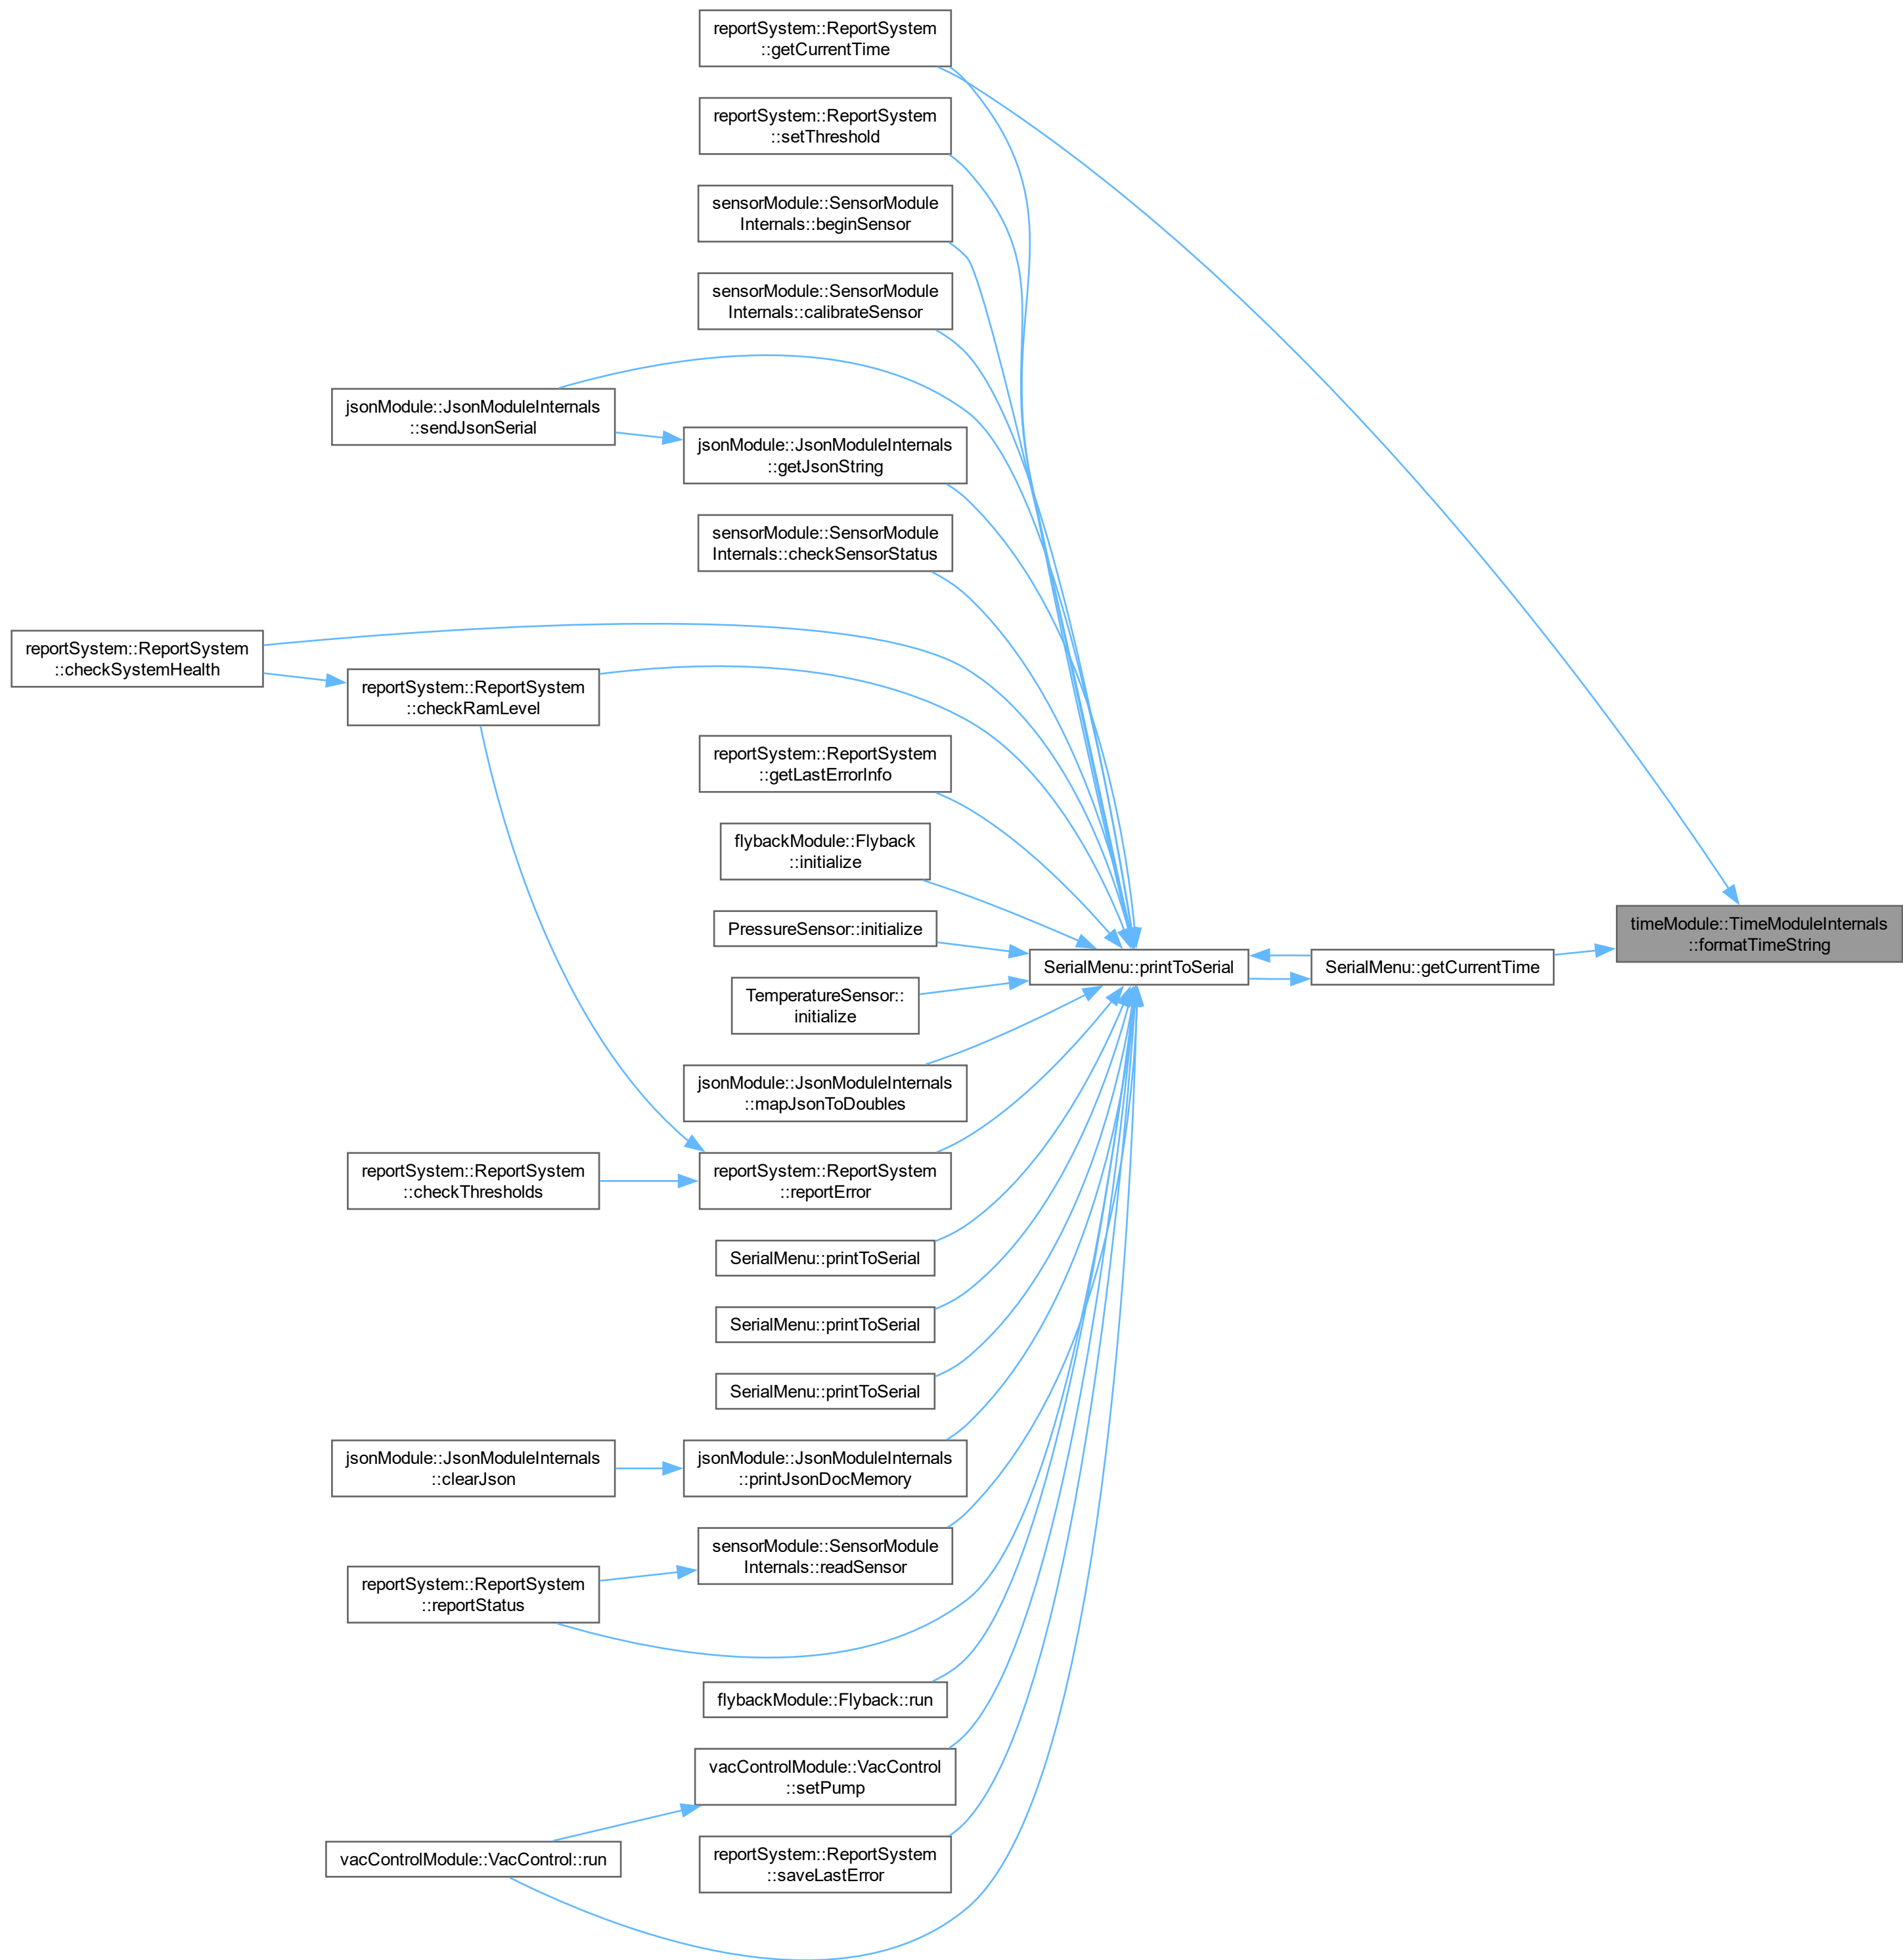 reportSystem::ReportSystem
::getCurrentTime
reportSystem::ReportSystem
::setThreshold
sensorModule::SensorModule
Internals::beginSensor
sensorModule::SensorModule
Internals::calibrateSensor
jsonModule::JsonModuleInternals
::sendJsonSerial
jsonModule::JsonModuleInternals
::getJsonString
sensorModule::SensorModule
Internals::checkSensorStatus
reportSystem::ReportSystem
::checkSystemHealth
reportSystem::ReportSystem
::checkRamLevel
reportSystem::ReportSystem
::getLastErrorInfo
flybackModule::Flyback
::initialize
PressureSensor::initialize
timeModule::TimeModuleInternals
::formatTimeString
SerialMenu::printToSerial
SerialMenu::getCurrentTime
TemperatureSensor::
initialize
jsonModule::JsonModuleInternals
::mapJsonToDoubles
reportSystem::ReportSystem
::checkThresholds
reportSystem::ReportSystem
::reportError
SerialMenu::printToSerial
SerialMenu::printToSerial
SerialMenu::printToSerial
jsonModule::JsonModuleInternals
::clearJson
jsonModule::JsonModuleInternals
::printJsonDocMemory
sensorModule::SensorModule
Internals::readSensor
reportSystem::ReportSystem
::reportStatus
flybackModule::Flyback::run
vacControlModule::VacControl
::setPump
vacControlModule::VacControl::run
reportSystem::ReportSystem
::saveLastError